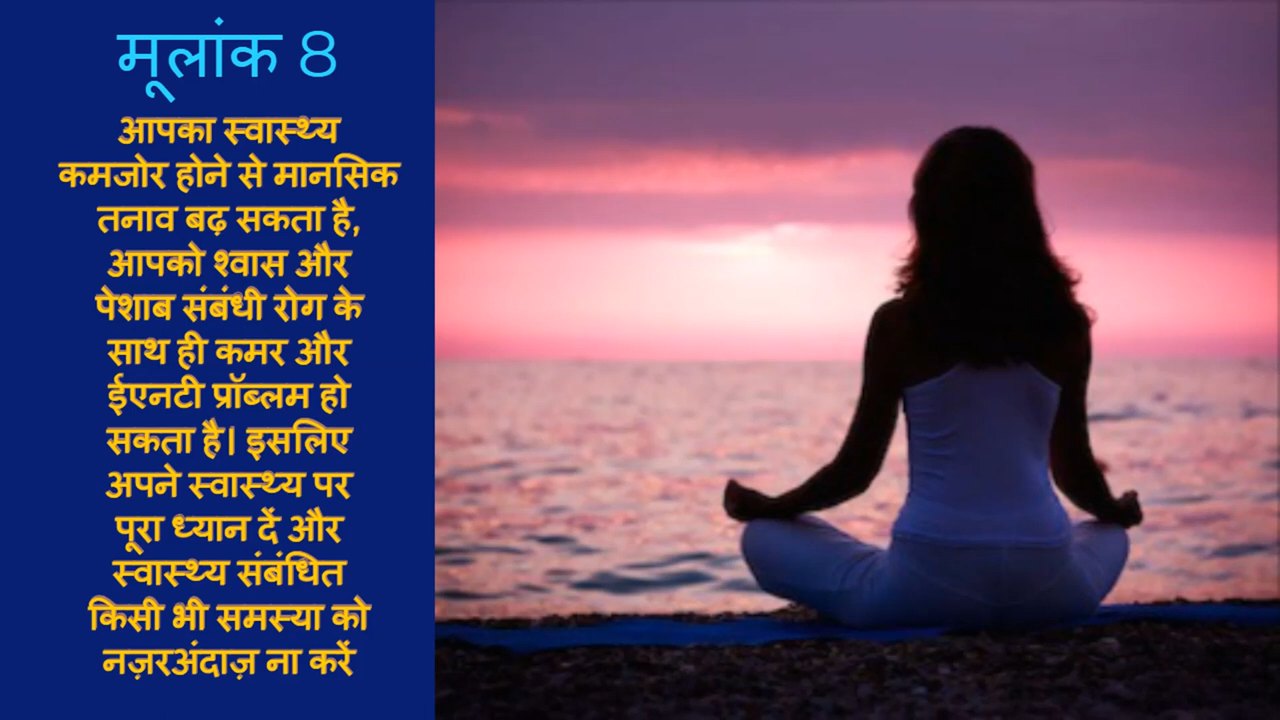 मूलांक 8
आपका स्वास्थ्य
कमजोर होने से मानसिक
तनाव बढ़ सकता है,
आपको श्वास और
पेशाब संबंधी रोग के
साथ ही कमर और
ईएनटी प्रॉब्लम हो
सकता है। इसलिए
अपने स्वास्थ्य पर
पूरा ध्यान दें और
स्वास्थ्य संबंधित
किसी भी समस्या को
नज़रअंदाज़ ना करें